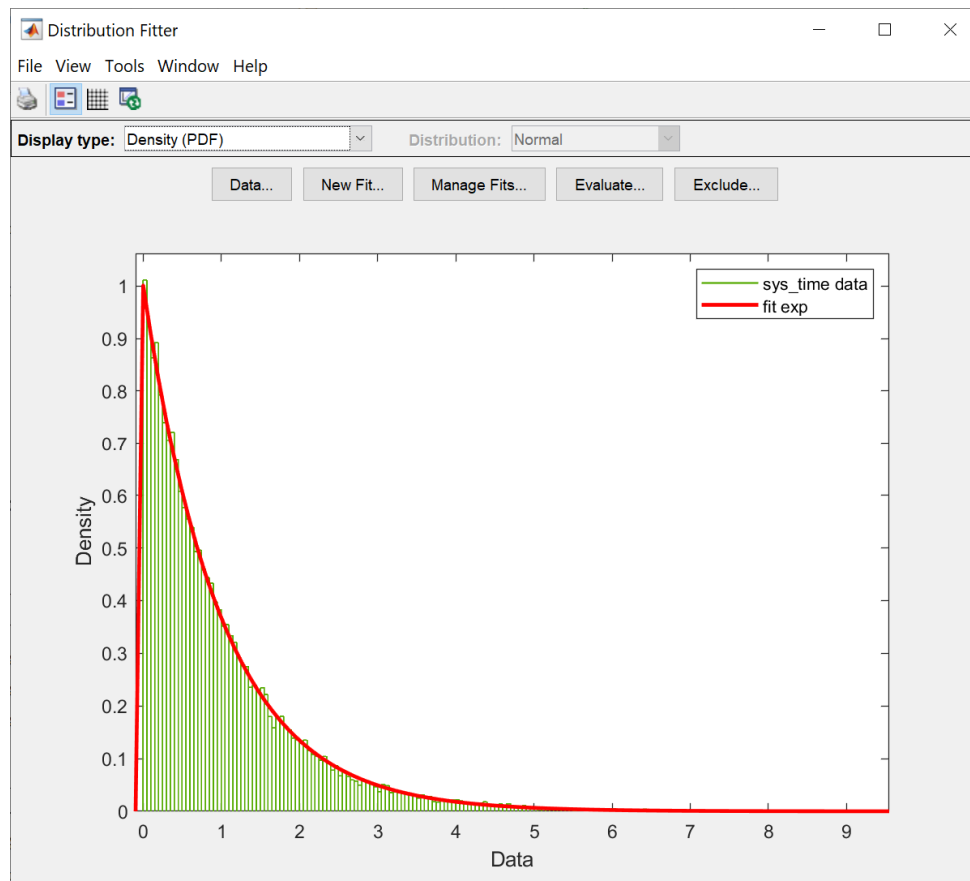 Distribution Fitter
File View Tools Window Help
Display type: Density (PDF) Distribution: Normal
Data... New Fit... Manage Fits... Evaluate... Exclude...
sys_time data
fit exp
1
0.9
0.8
0.7
0.6
0.5
0.4
0.3
0.2
0.1
0
Density
0 1 2 3 4 5 6 7 8 9
Data